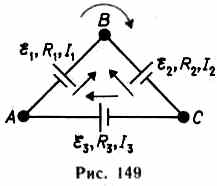 B
ℰ₁, R₁, I₁
ℰ₂, R₂, I₂
A
C
ℰ₃, R₃, I₃
Рис. 149